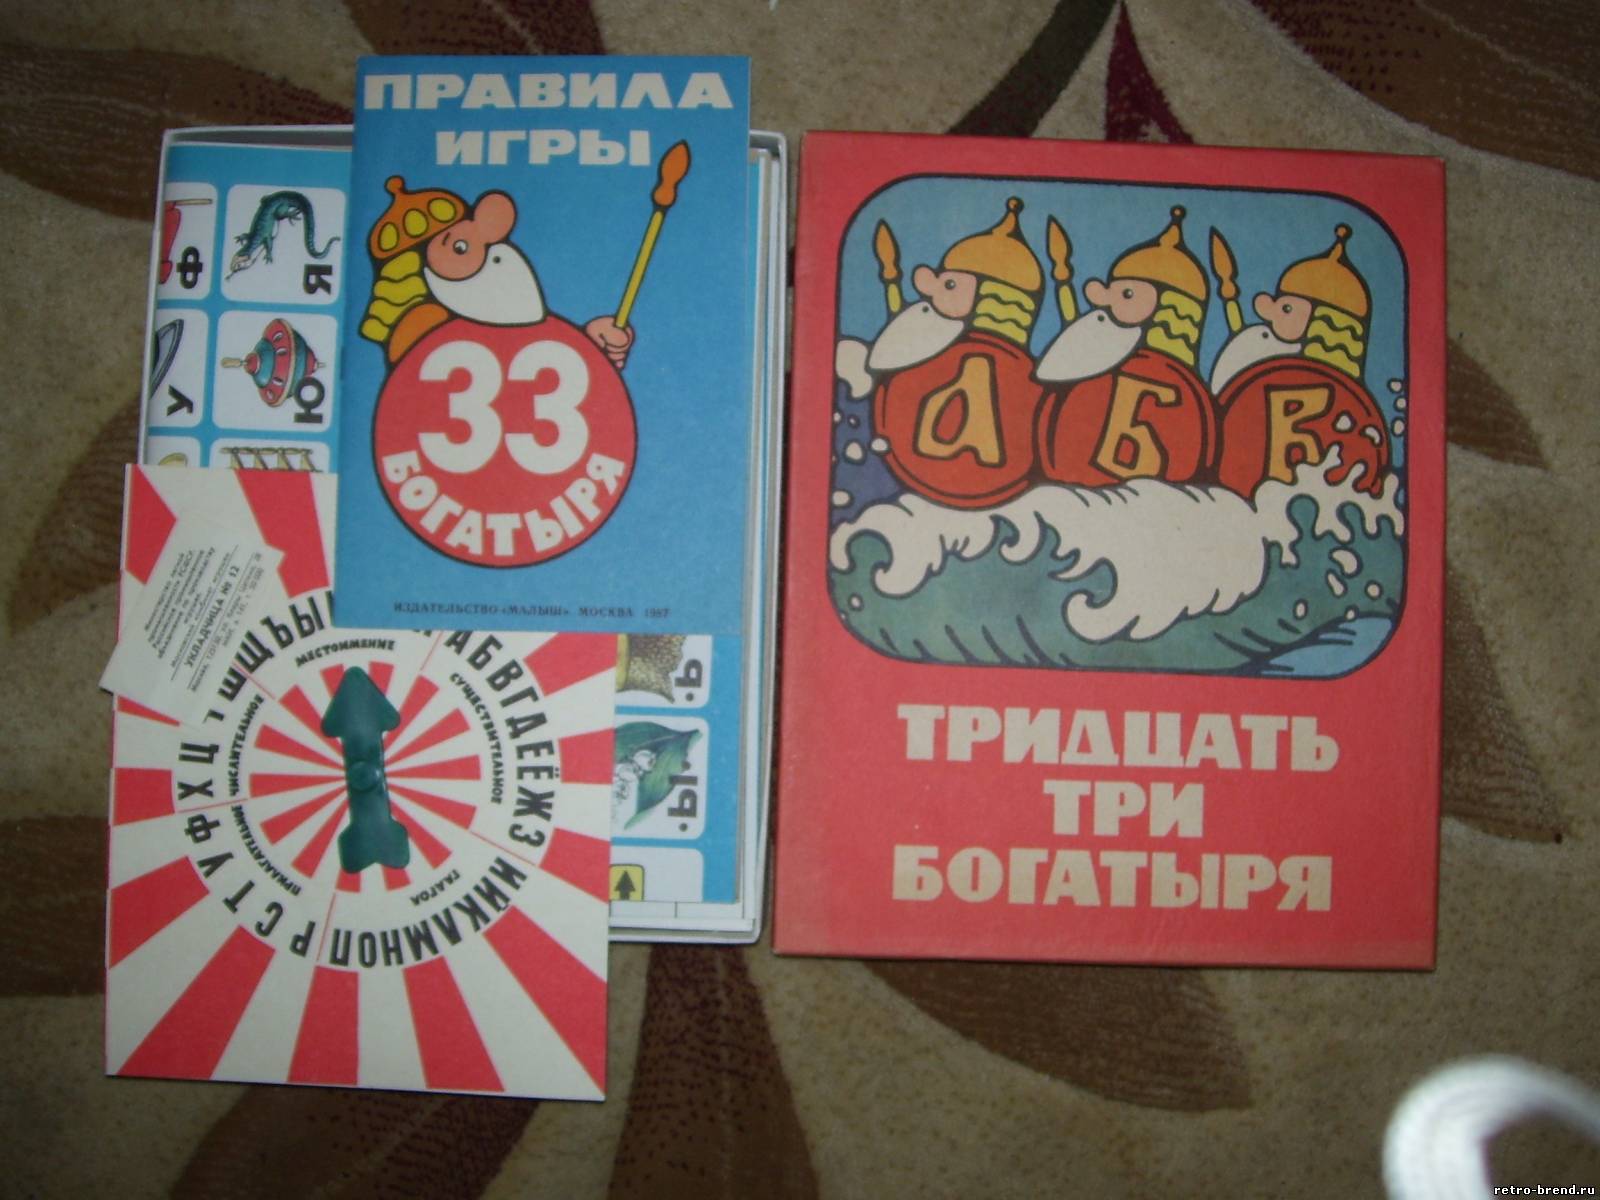 ПРАВИЛА
ИГРЫ
33
БОГАТЫРЯ
ИЗДАТЕЛЬСТВО «МАЛЫШ» МОСКВА 1987
А Б В
ТРИДЦАТЬ
ТРИ
БОГАТЫРЯ
Ф
Я
У
Ю
.Ь
.Ы.
УКЛАДЧИЦА № 12
АБВГДЕЁЖЗ
ИЙКЛМНОП
РСТУФХЦ
ШЩЪЫ
МЕСТОИМЕНИЕ
СУЩЕСТВИТЕЛЬНОЕ
ГЛАГОЛ
ПРИЛАГАТЕЛЬНОЕ
ЧИСЛИТЕЛЬНОЕ
retro-brend.ru